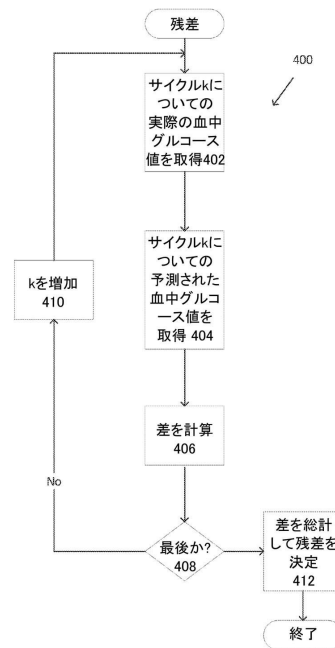 残差
400
サイクルkに
ついての
実際の血中
グルコース
値を取得402
サイクルkに
ついての
予測された
血中グルコ
ース値を
取得 404
kを増加
410
差を計算
406
No
最後か?
408
差を総計
して残差を
決定
412
終了